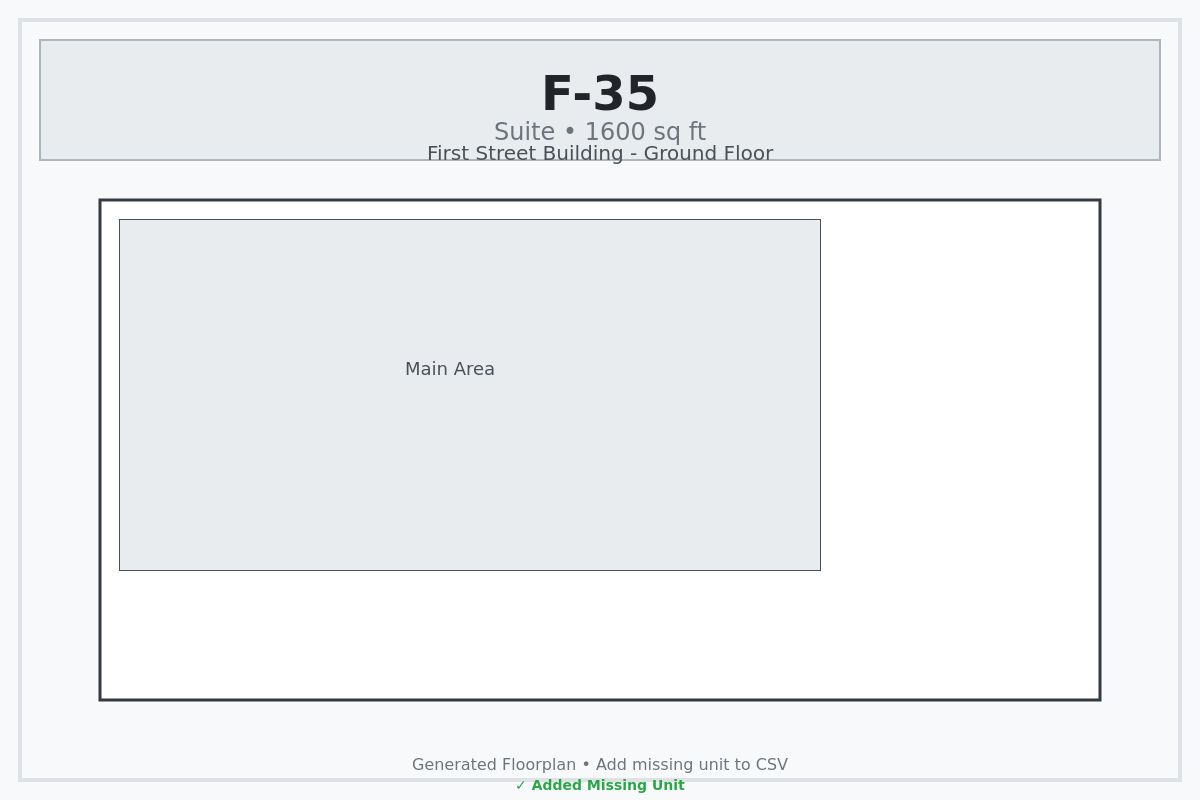 F-35
Suite • 1600 sq ft
First Street Building - Ground Floor
Main Area
Generated Floorplan • Add missing unit to CSV
✓ Added Missing Unit